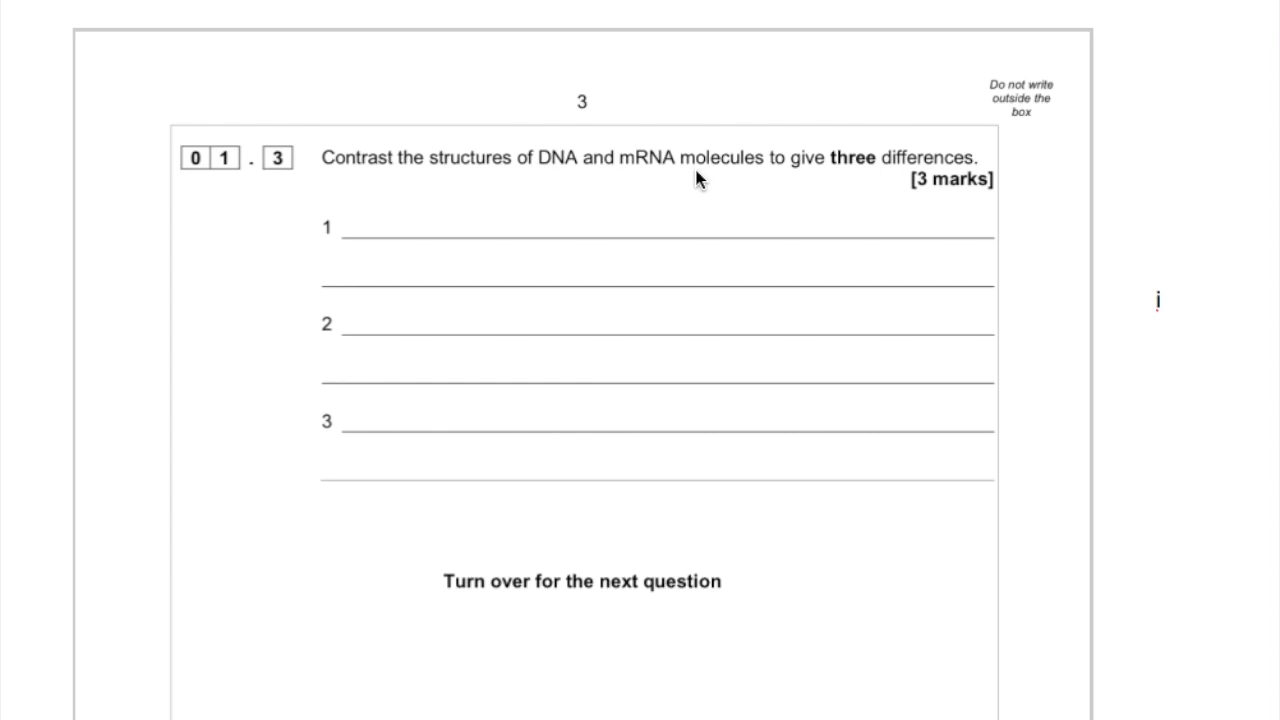 Do not write
outside the
box
3
0 1 . 3 Contrast the structures of DNA and mRNA molecules to give three differences.
[3 marks]
1
2
3
i
Turn over for the next question